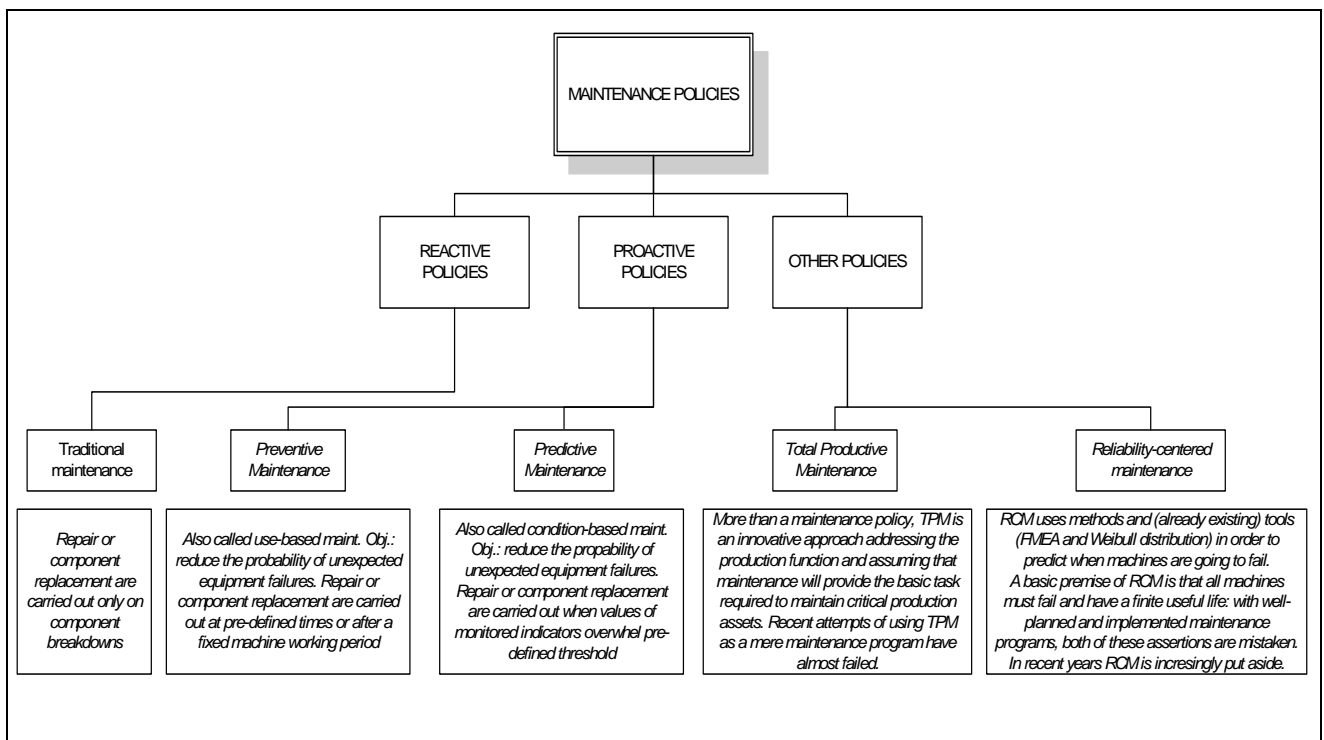 MAINTENANCE POLICIES
REACTIVE
POLICIES
PROACTIVE
POLICIES
OTHER POLICIES
Traditional
maintenance
Preventive
Maintenance
Predictive
Maintenance
Total Productive
Maintenance
Reliability-centered
maintenance
Repair or
component
replacement are
carried out only on
component
breakdowns
Also called use-based maint. Obj.:
reduce the probability of unexpected
equipment failures. Repair or
component replacement are carried
out at pre-defined times or after a
fixed machine working period
Also called condition-based maint.
Obj.: reduce the propability of
unexpected equipment failures.
Repair or component replacement
are carried out when values of
monitored indicators overwhel pre-
defined threshold
More than a maintenance policy, TPM is
an innovative approach addressing the
production function and assuming that
maintenance will provide the basic task
required to maintain critical production
assets. Recent attempts of using TPM
as a mere maintenance program have
almost failed.
RCM uses methods and (already existing) tools
(FMEA and Weibull distribution) in order to
predict when machines are going to fail.
A basic premise of RCM is that all machines
must fail and have a finite useful life: with well-
planned and implemented maintenance
programs, both of these assertions are mistaken.
In recent years RCM is incresingly put aside.